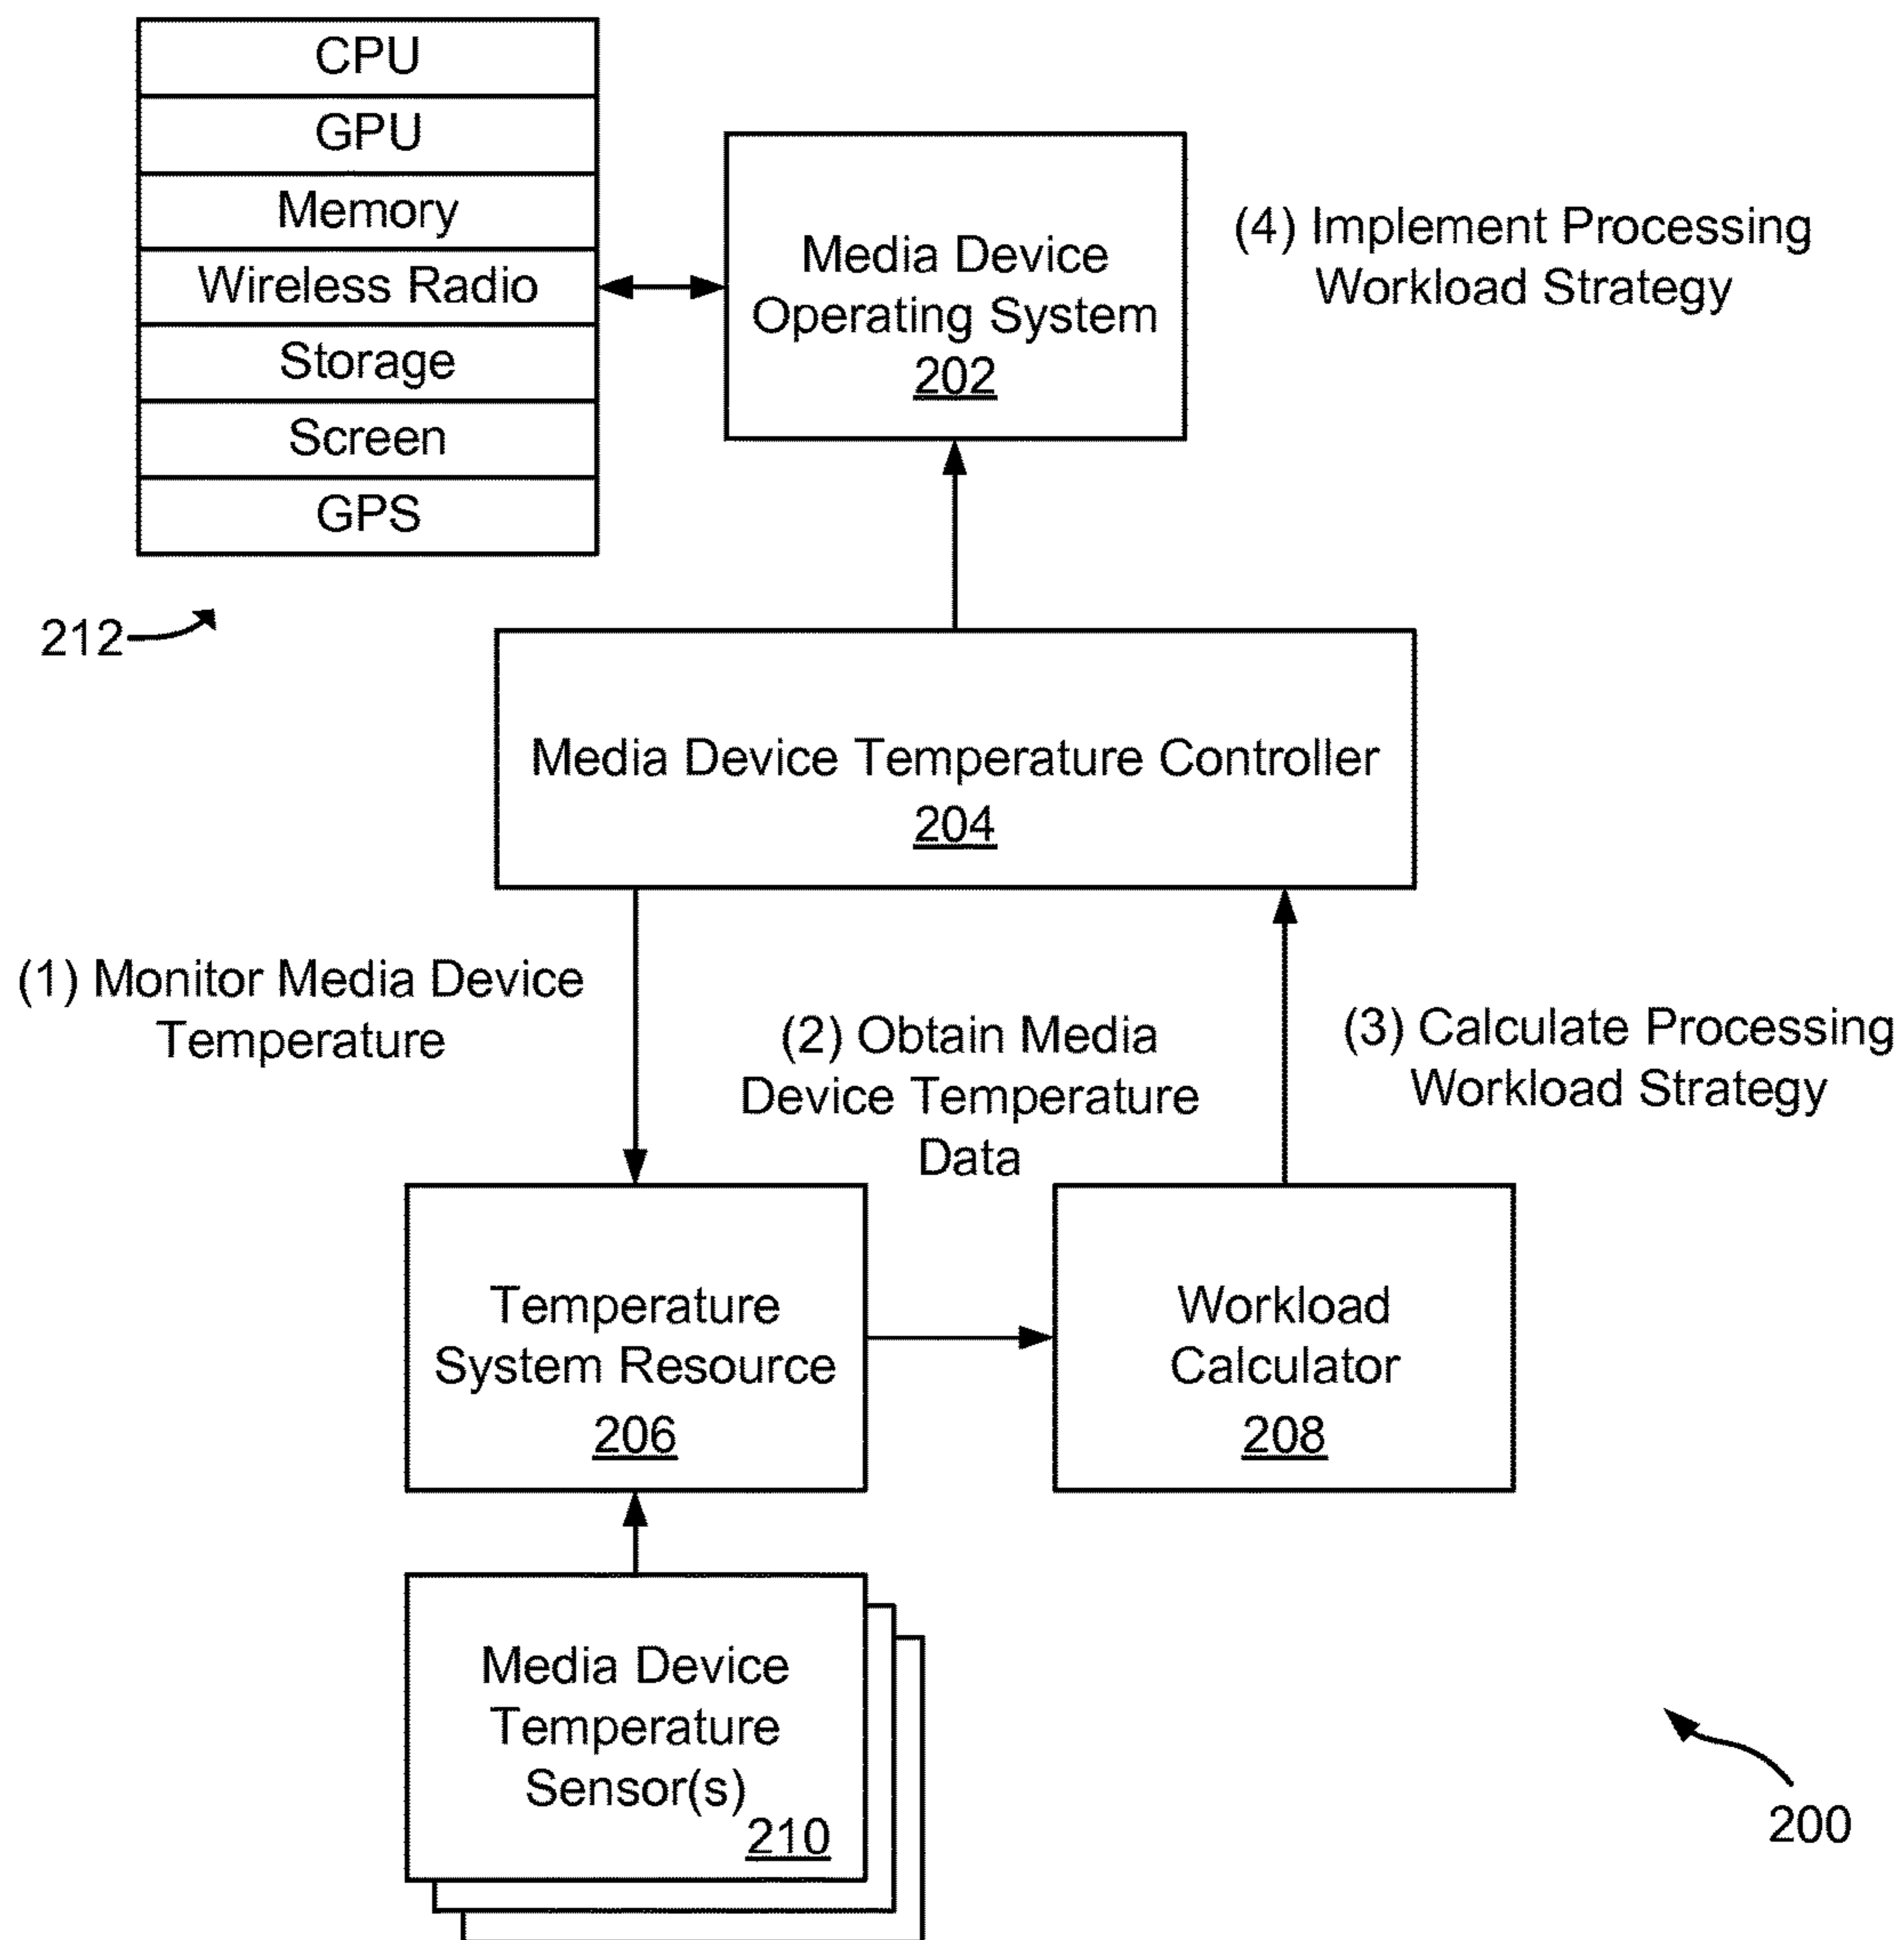 CPU
GPU
Memory
Wireless Radio
Storage
Screen
GPS
212
Media Device
Operating System
202
(4) Implement Processing
Workload Strategy
Media Device Temperature Controller
204
(1) Monitor Media Device
Temperature
(2) Obtain Media
Device Temperature
Data
(3) Calculate Processing
Workload Strategy
Temperature
System Resource
206
Workload
Calculator
208
Media Device
Temperature
Sensor(s)
210
200